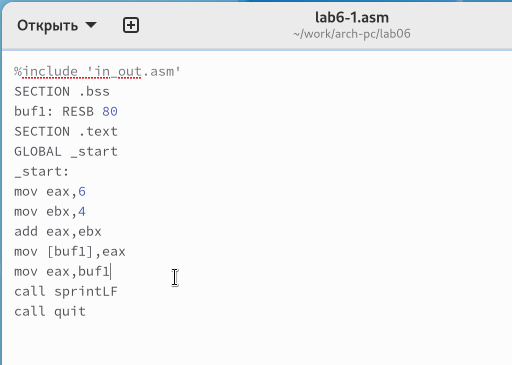 Открыть
lab6-1.asm
~/work/arch-pc/lab06
%include 'in_out.asm'
SECTION .bss
buf1: RESB 80
SECTION .text
GLOBAL _start
_start:
mov eax,6
mov ebx,4
add eax,ebx
mov [buf1],eax
mov eax,buf1
call sprintLF
call quit